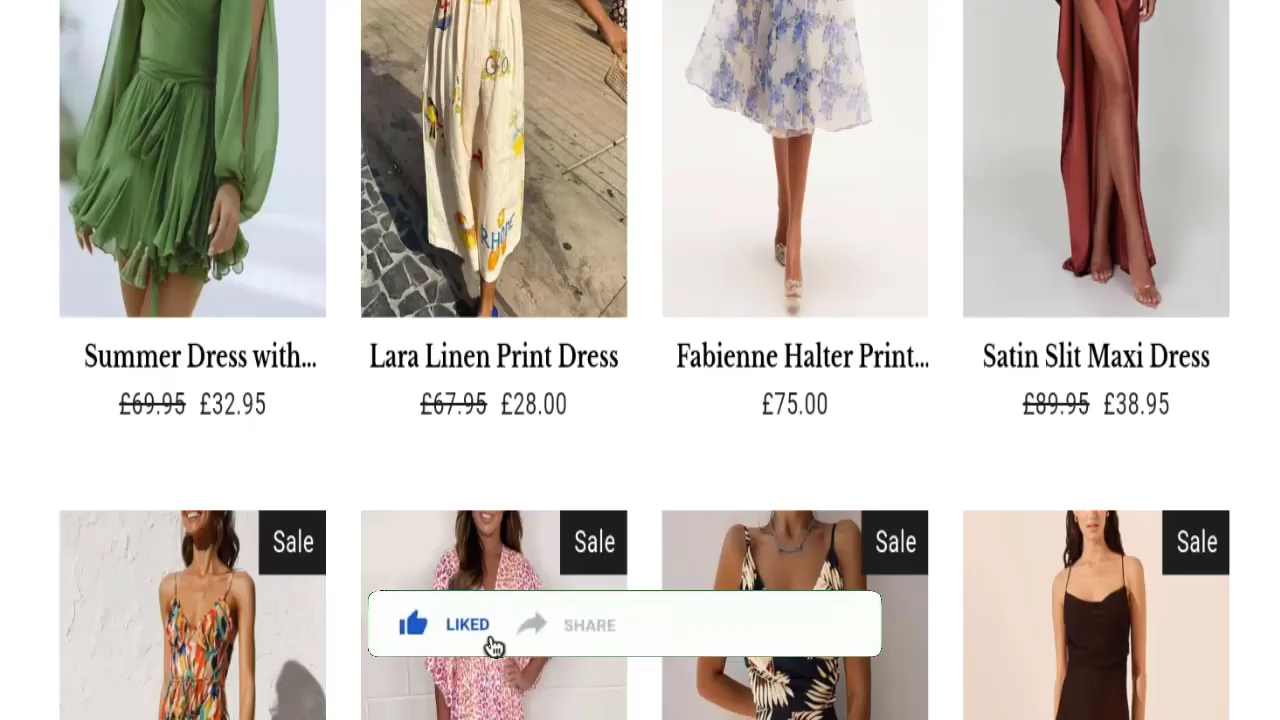 RHODE
Summer Dress with...
Lara Linen Print Dress
Fabienne Halter Print...
Satin Slit Maxi Dress
£69.95 £32.95
£67.95 £28.00
£75.00
£89.95 £38.95
Sale
Sale
Sale
Sale
LIKED
SHARE